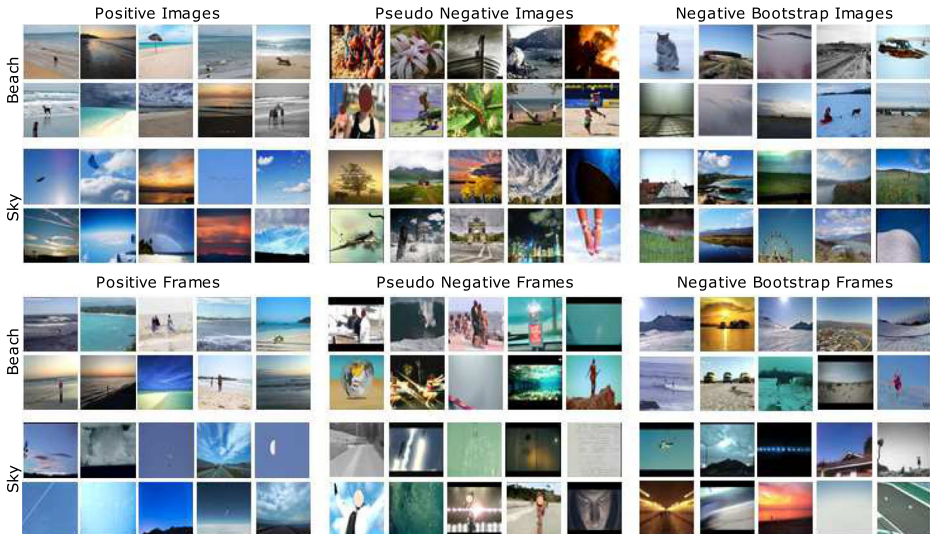 Positive Images
Pseudo Negative Images
Negative Bootstrap Images
Beach
Sky
Positive Frames
Pseudo Negative Frames
Negative Bootstrap Frames
Beach
Sky